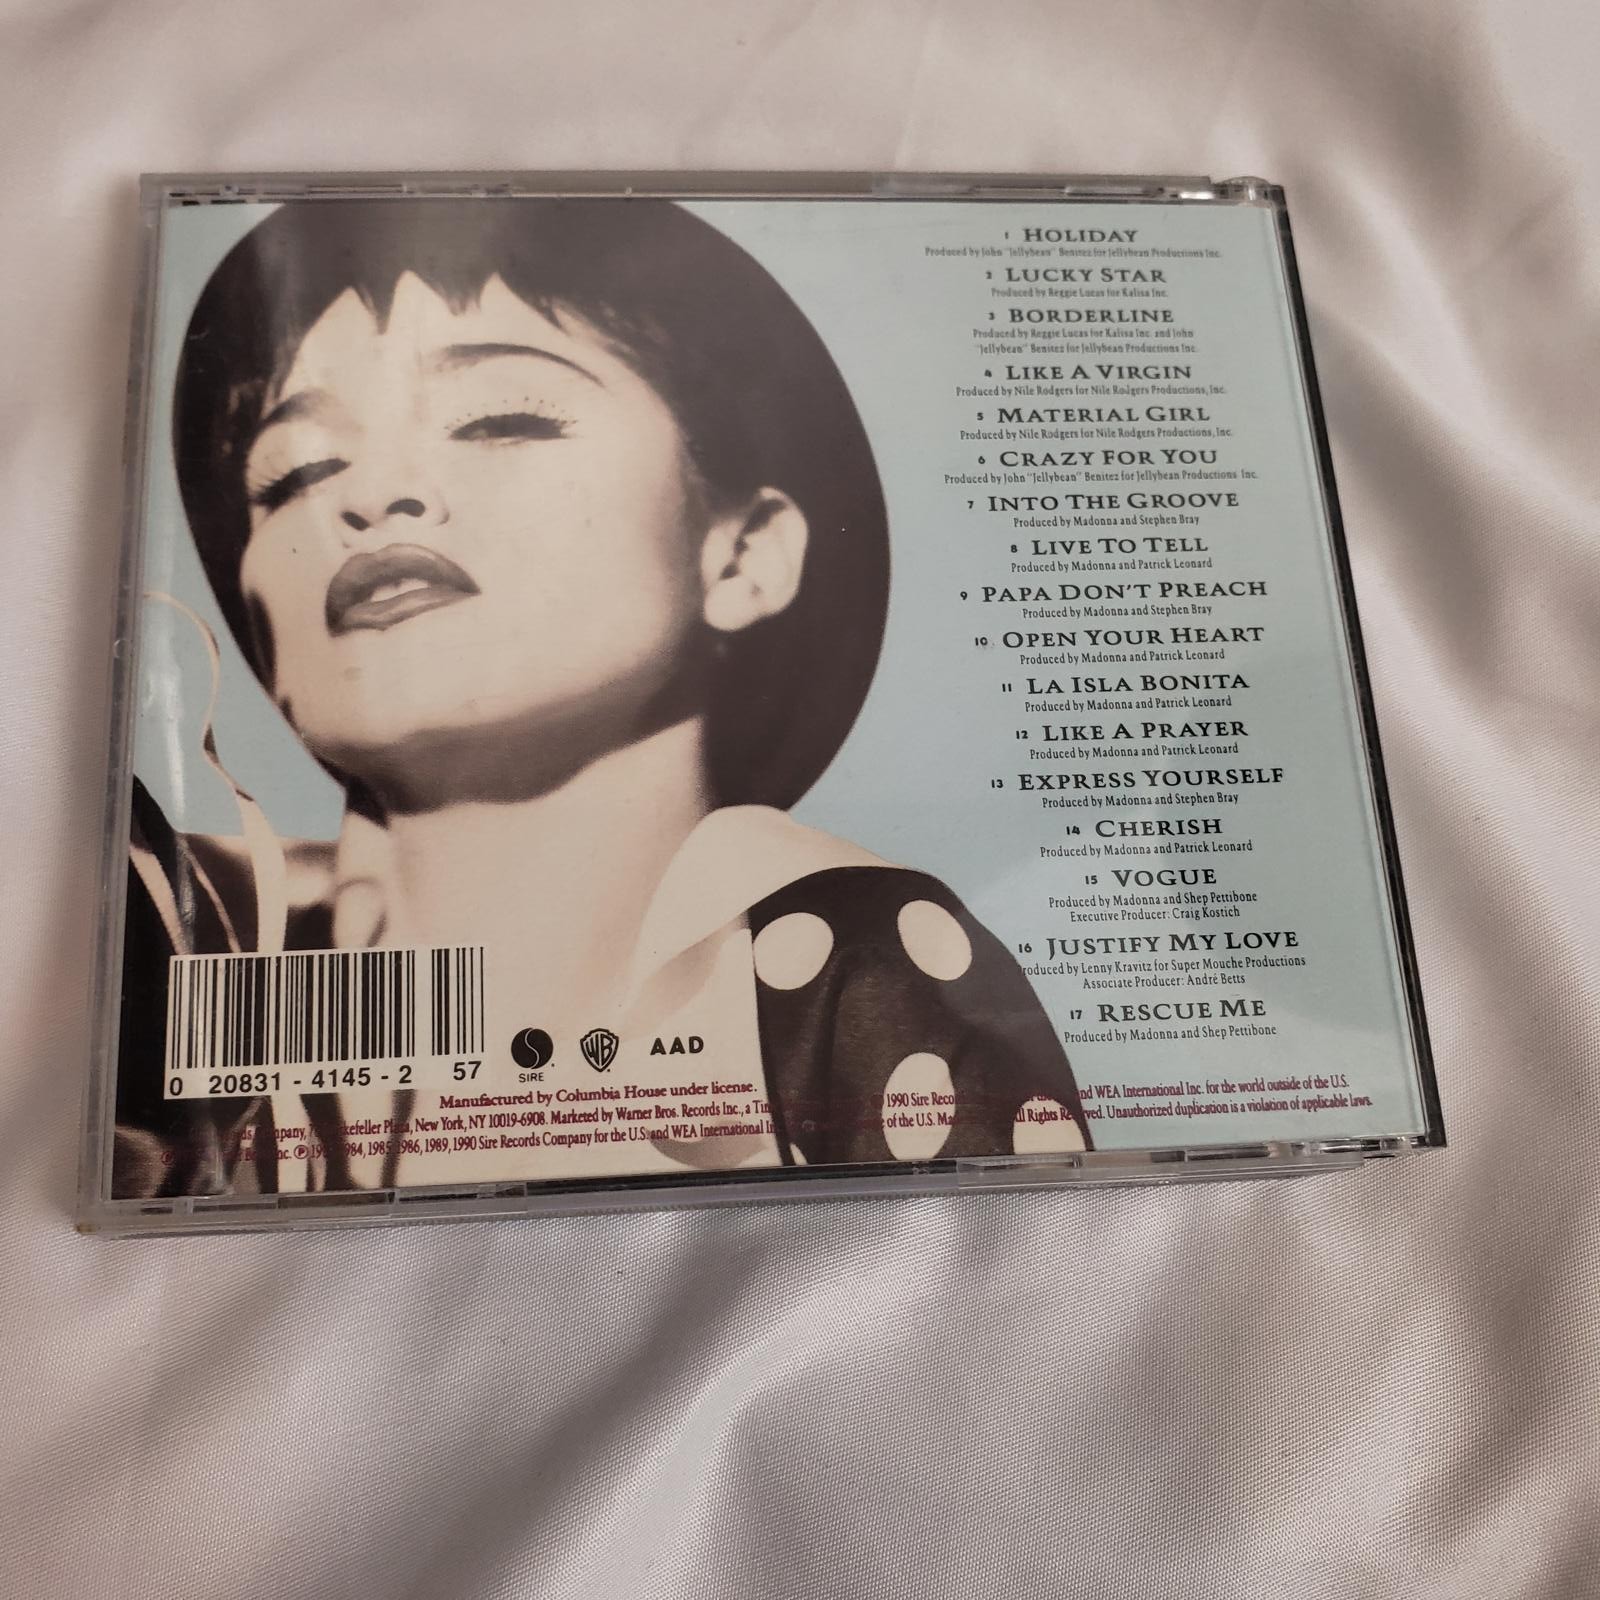 1 HOLIDAY
Produced by John "Jellybean" Benitez for Jellybean Productions Inc.
2 LUCKY STAR
Produced by Reggie Lucas for Kalisa Inc.
3 BORDERLINE
Produced by Reggie Lucas for Kalisa Inc. and John
"Jellybean" Benitez for Jellybean Productions Inc.
4 LIKE A VIRGIN
Produced by Nile Rodgers for Nile Rodgers Productions, Inc.
5 MATERIAL GIRL
Produced by Nile Rodgers for Nile Rodgers Productions, Inc.
6 CRAZY FOR YOU
Produced by John "Jellybean" Benitez for Jellybean Productions Inc.
7 INTO THE GROOVE
Produced by Madonna and Stephen Bray
8 LIVE TO TELL
Produced by Madonna and Patrick Leonard
9 PAPA DON'T PREACH
Produced by Madonna and Stephen Bray
10 OPEN YOUR HEART
Produced by Madonna and Patrick Leonard
11 LA ISLA BONITA
Produced by Madonna and Patrick Leonard
12 LIKE A PRAYER
Produced by Madonna and Patrick Leonard
13 EXPRESS YOURSELF
Produced by Madonna and Stephen Bray
14 CHERISH
Produced by Madonna and Patrick Leonard
15 VOGUE
Produced by Madonna and Shep Pettibone
Executive Producer: Craig Kostich
16 JUSTIFY MY LOVE
roduced by Lenny Kravitz for Super Mouche Productions
Associate Producer: André Betts
17 RESCUE ME
Produced by Madonna and Shep Pettibone
0 20831-4145-2 57
SIRE
WB
AAD
Manufactured by Columbia House under license.
New York, NY 10019-6908. Marketed by Warner Bros. Records Inc., a © 1990 Sire and WEA International Inc. for the world outside of the U.S.
1986, 1989, 1990 Sire Records Company for the U.S. and WEA International of the U.S. All Rights Reserved. Unauthorized duplication is a violation of applicable laws.